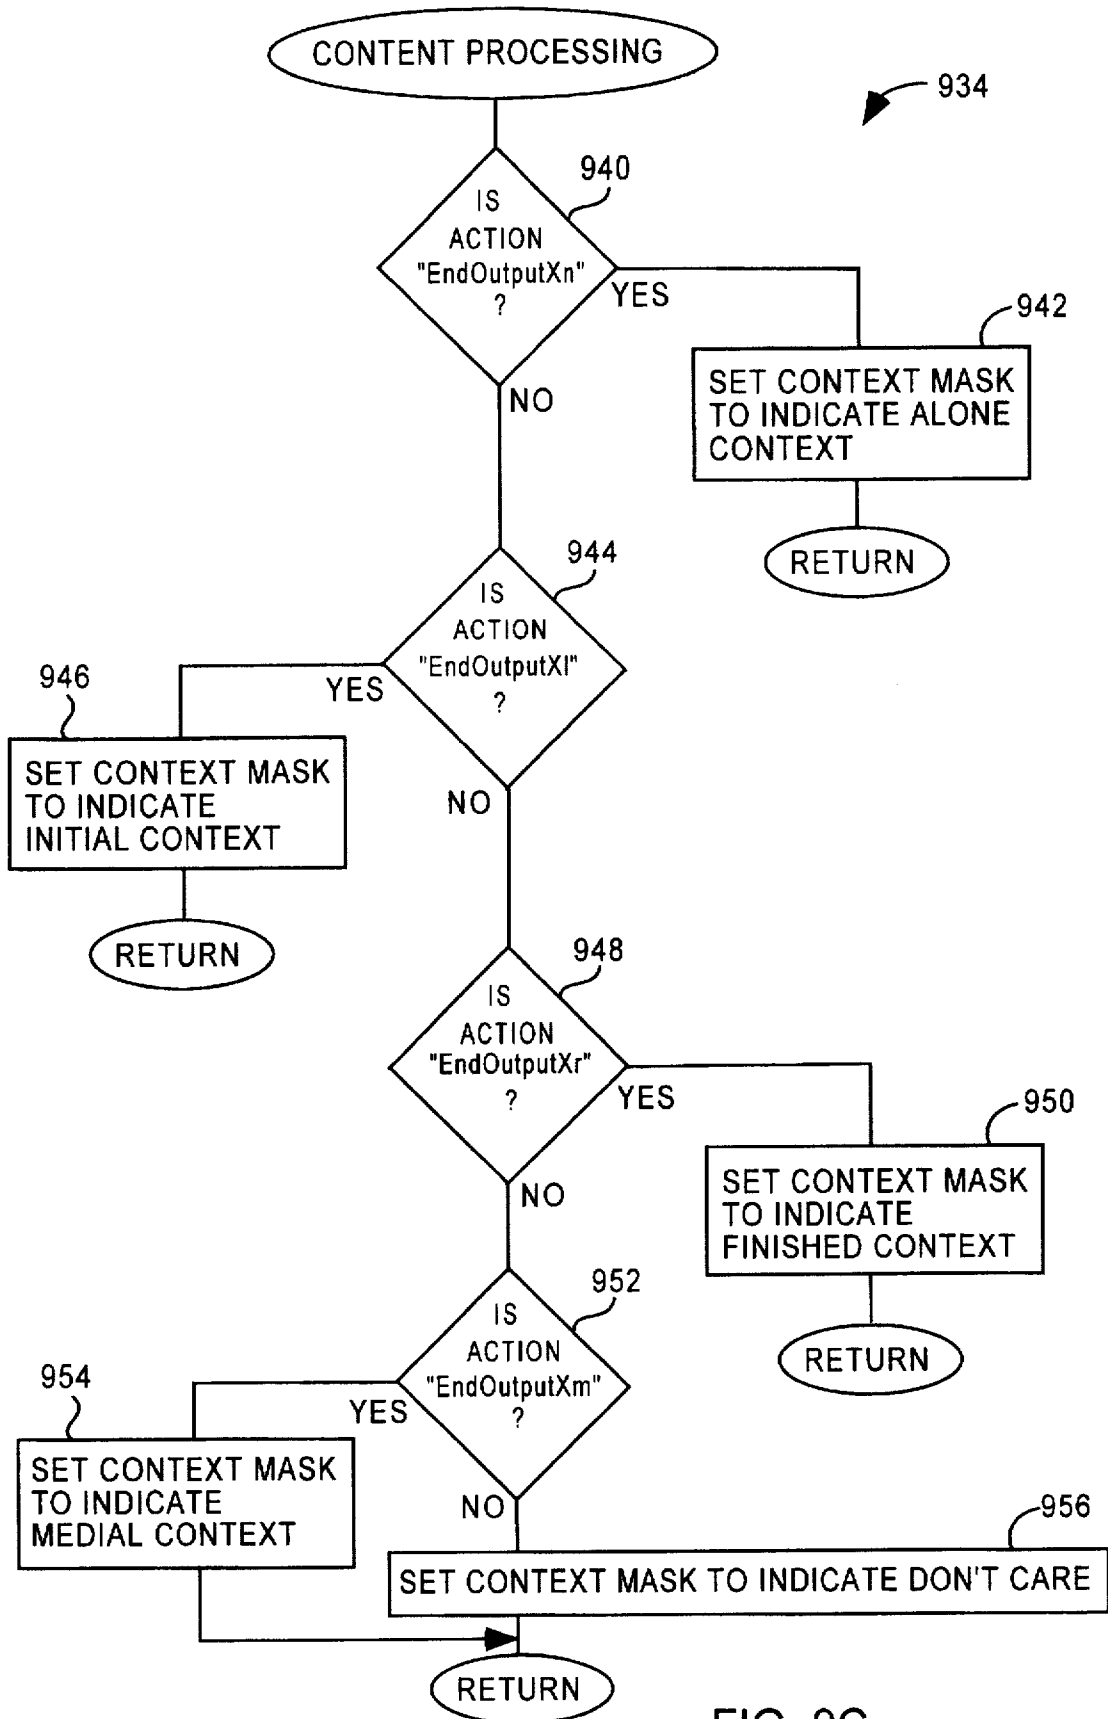 CONTENT PROCESSING
934
940
IS
ACTION
"EndOutputXn"
?
YES
942
NO
SET CONTEXT MASK
TO INDICATE ALONE
CONTEXT
RETURN
944
IS
ACTION
"EndOutputXl"
?
946
YES
SET CONTEXT MASK
TO INDICATE
INITIAL CONTEXT
NO
RETURN
948
IS
ACTION
"EndOutputXr"
?
YES
950
NO
SET CONTEXT MASK
TO INDICATE
FINISHED CONTEXT
RETURN
952
IS
ACTION
"EndOutputXm"
?
954
YES
SET CONTEXT MASK
TO INDICATE
MEDIAL CONTEXT
NO
956
SET CONTEXT MASK TO INDICATE DON'T CARE
RETURN